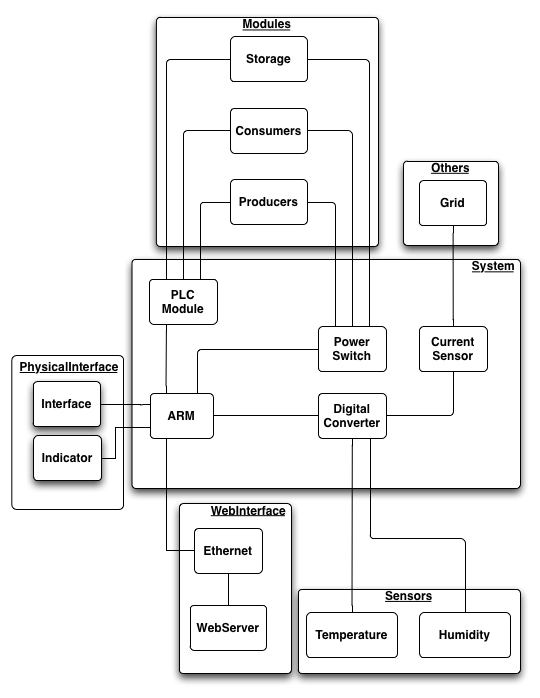 Modules
Storage
Consumers
Producers
Others
Grid
System
PLC
Module
Power
Switch
Current
Sensor
PhysicalInterface
Interface
Indicator
ARM
Digital
Converter
WebInterface
Ethernet
WebServer
Sensors
Temperature
Humidity